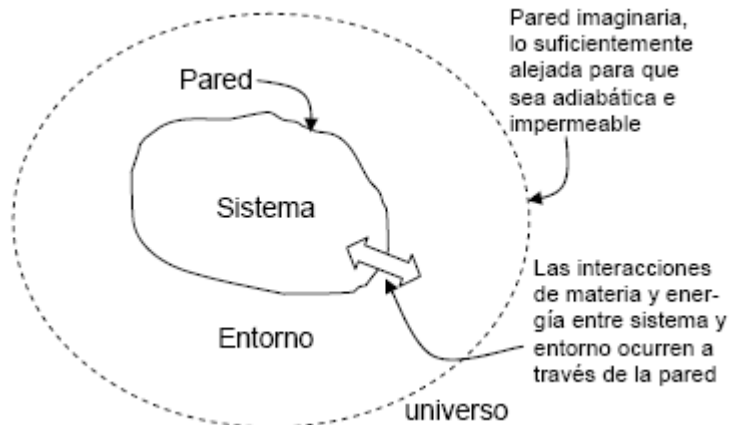 Pared imaginaria,
lo suficientemente
alejada para que
sea adiabática e
impermeable
Pared
Sistema
Las interacciones
de materia y ener-
gía entre sistema y
entorno ocurren a
través de la pared
Entorno
universo